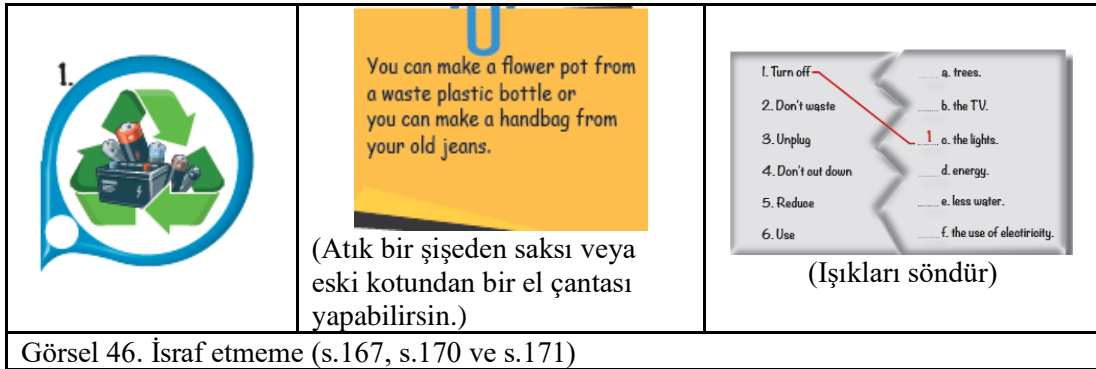 1.
You can make a flower pot from
a waste plastic bottle or
you can make a handbag from
your old jeans.
(Atık bir şişeden saksı veya
eski kotundan bir el çantası
yapabilirsin.)
1. Turn off
2. Don't waste
3. Unplug
4. Don't cut down
5. Reduce
6. Use
........ a. trees.
........ b. the TV.
...1... c. the lights.
........ d. energy.
........ e. less water.
........ f. the use of electiricity.
(Işıkları söndür)
Görsel 46. İsraf etmeme (s.167, s.170 ve s.171)